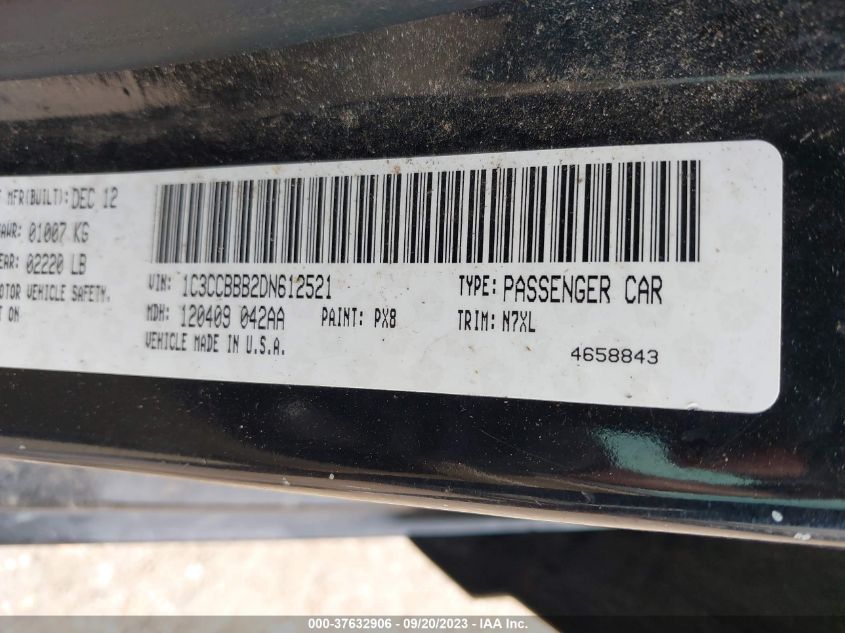 MFR(BUILT): DEC 12
01007 KG
02220 LB
VEHICLE SAFETY.
ON
VIN: 1C3CCBBB2DN612521 TYPE: PASSENGER CAR
MDH: 120409 042AA PAINT: PX8 TRIM: N7XL
VEHICLE MADE IN U.S.A.
4658843
000-37632906 - 09/20/2023 - IAA Inc.